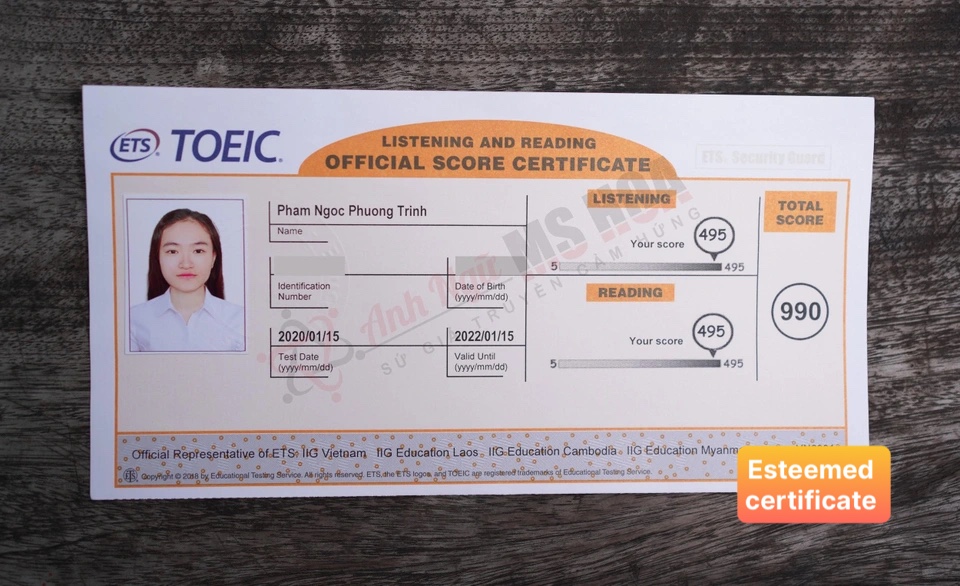 ETS® TOEIC®
LISTENING AND READING
OFFICIAL SCORE CERTIFICATE
ETS. Security Guard
Pham Ngoc Phuong Trinh
Name
Identification
Number
Date of Birth
(yyyy/mm/dd)
2020/01/15
Test Date
(yyyy/mm/dd)
2022/01/15
Valid Until
(yyyy/mm/dd)
LISTENING
Your score
495
5
495
READING
Your score
495
5
495
TOTAL
SCORE
990
Anh Ngữ MS HOA
SỨ GIẢ TRUYỀN CẢM HỨNG
Official Representative of ETS: IIG Vietnam IIG Education Laos IIG Education Cambodia IIG Education Myanm
Copyright © 2018 by Educational Testing Service. All rights reserved. ETS, the ETS logos, and TOEIC are registered trademarks of Educational Testing Service.
Esteemed
certificate